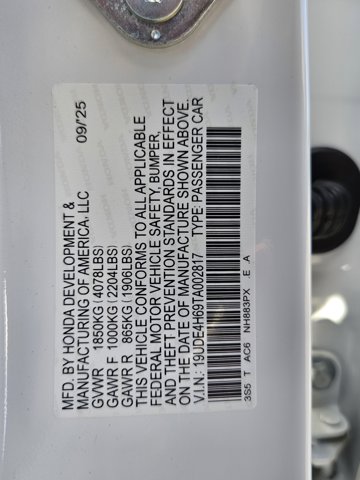 MFD. BY HONDA DEVELOPMENT & 09/'25
MANUFACTURING OF AMERICA, LLC
GVWR 1850KG(4078LBS)
GAWR F 1000KG(2204LBS)
GAWR R 865KG(1906LBS)
THIS VEHICLE CONFORMS TO ALL APPLICABLE
FEDERAL MOTOR VEHICLE SAFETY, BUMPER,
AND THEFT PREVENTION STANDARDS IN EFFECT
ON THE DATE OF MANUFACTURE SHOWN ABOVE.
V.I.N.: 19UDE4H69TA002817 TYPE: PASSENGER CAR
3S5 T AC6 NH883PX E A